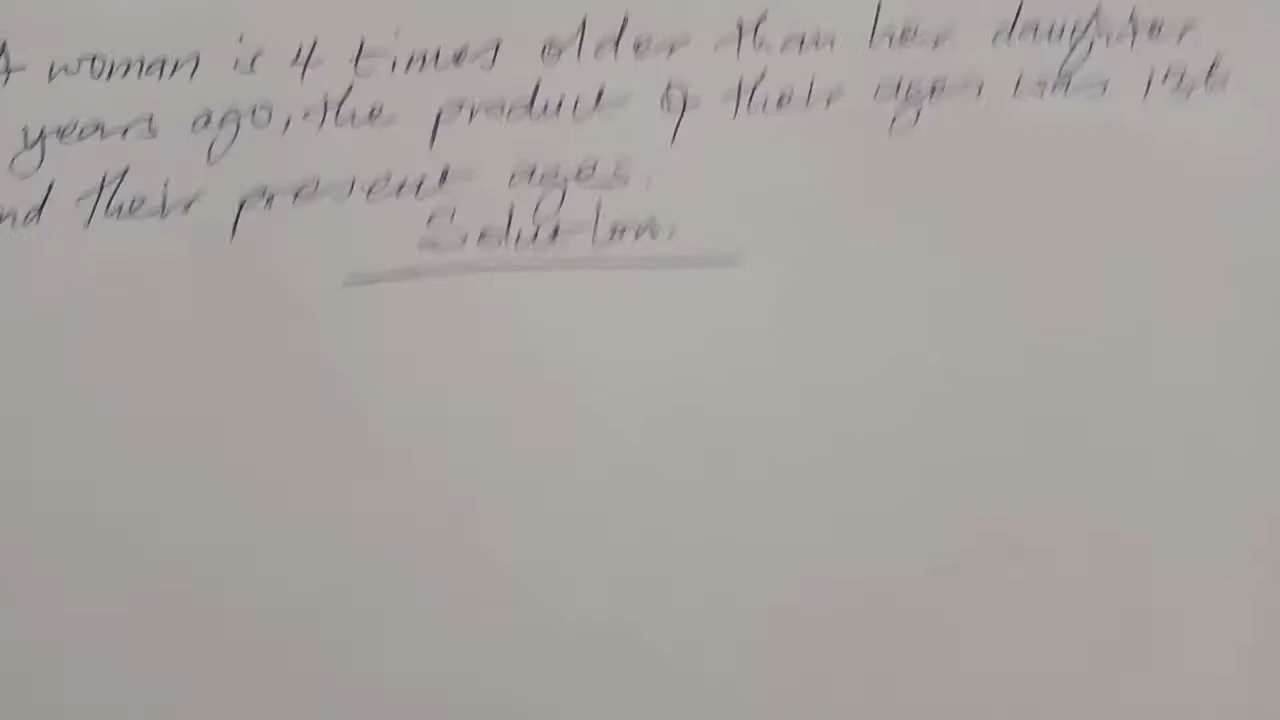 A woman is 4 times older than her daughter
years ago, the product of their ages was
nd their present ages.
Solution.